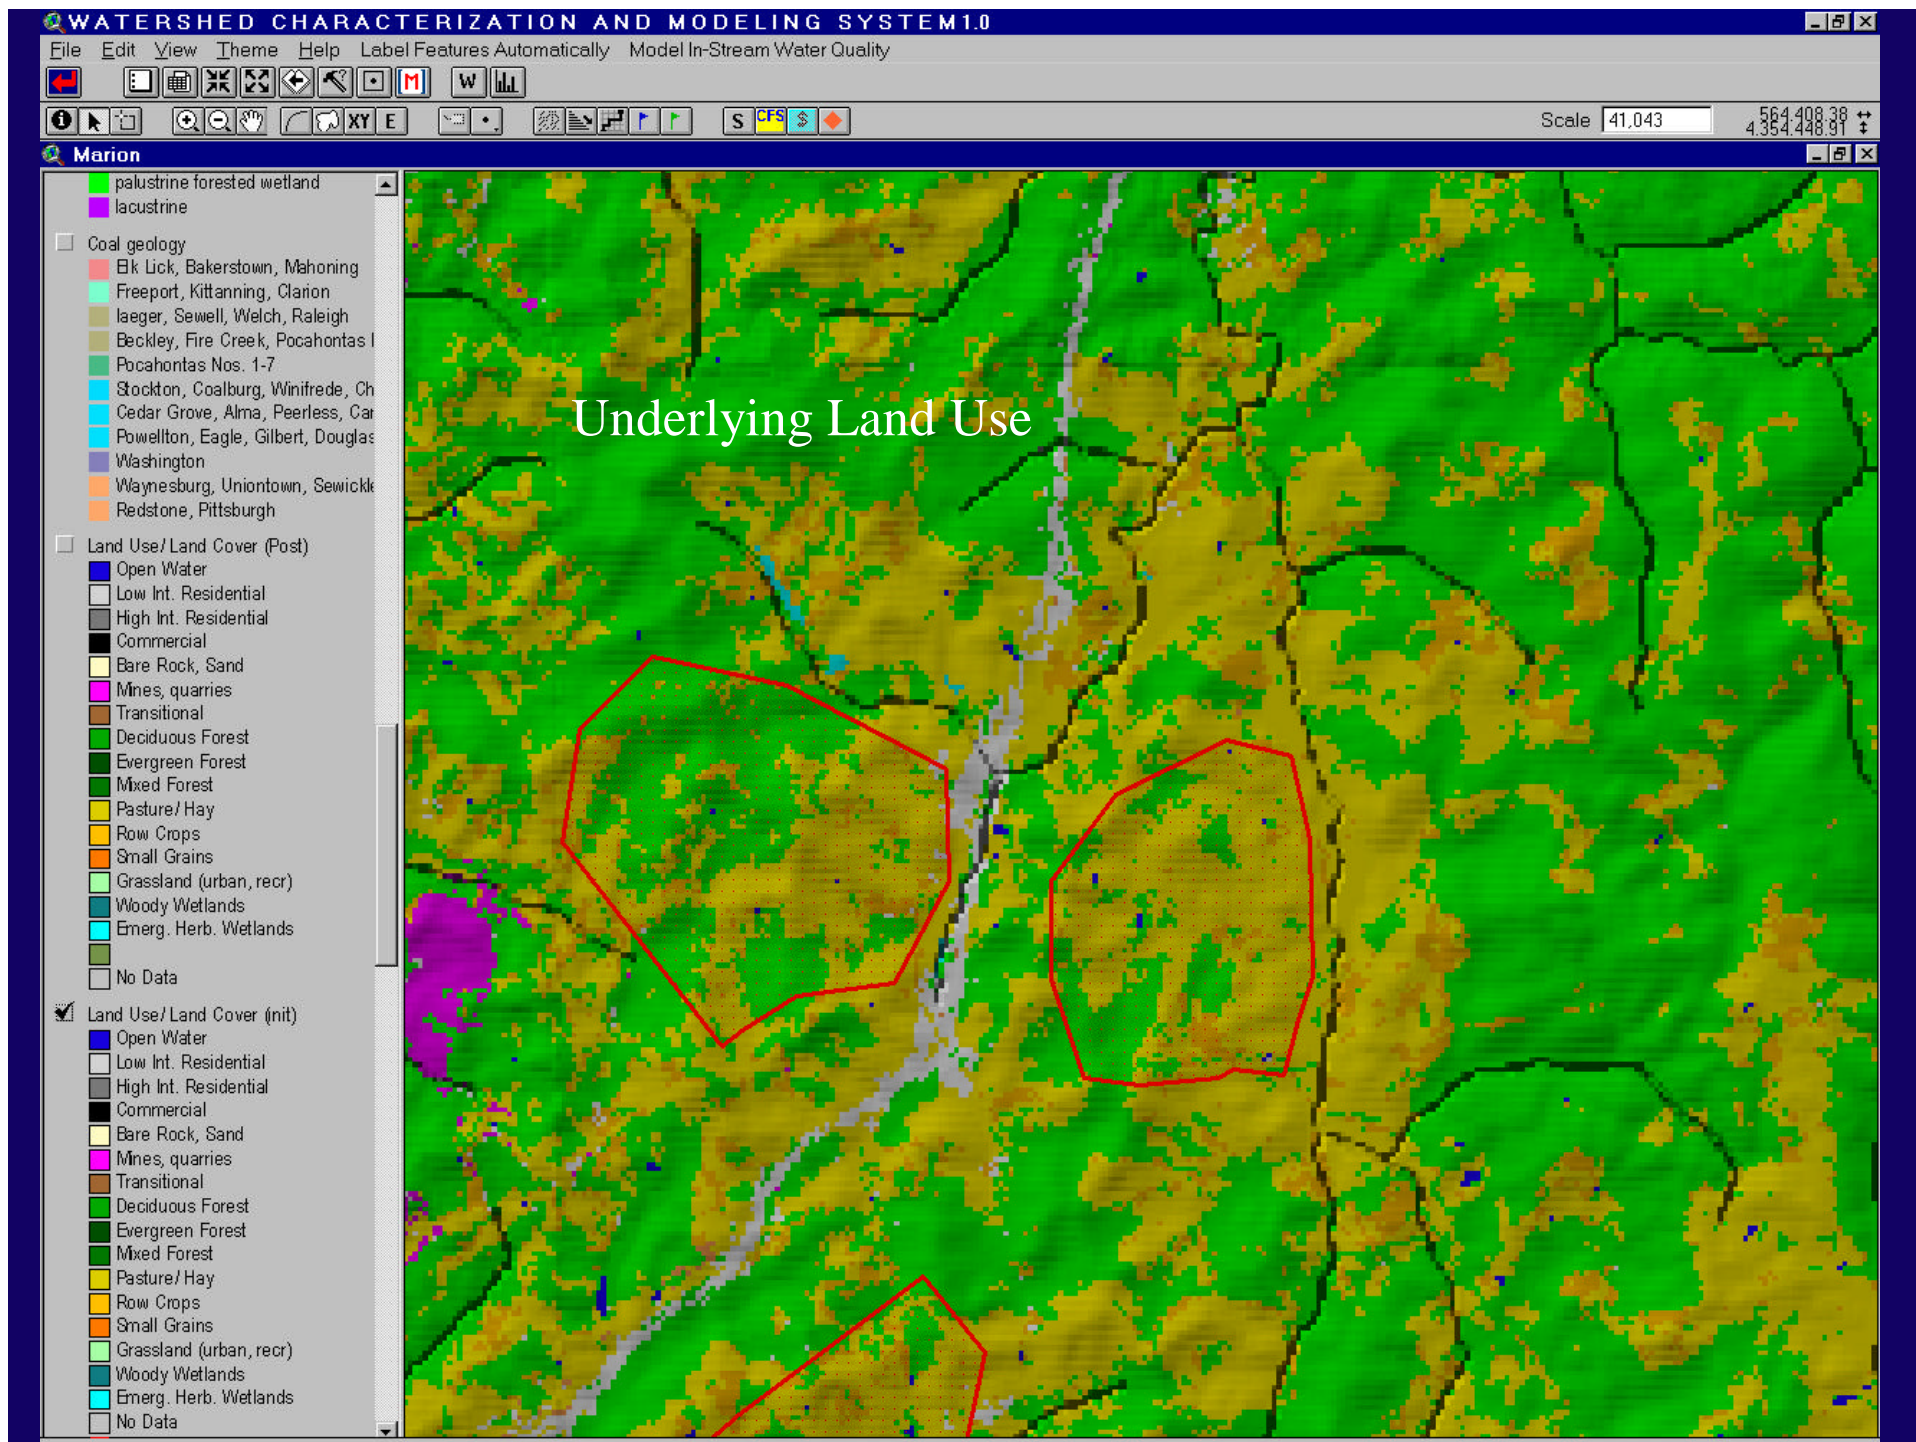 WATERSHED CHARACTERIZATION AND MODELING SYSTEM 1.0
File Edit View Theme Help Label Features Automatically Model In-Stream Water Quality
M W
XY E S CFS $ Scale 41,043 564,408.38
4,354,448.91
Marion
palustrine forested wetland
lacustrine
Coal geology
Elk Lick, Bakerstown, Mahoning
Freeport, Kittanning, Clarion
Iaeger, Sewell, Welch, Raleigh
Beckley, Fire Creek, Pocahontas
Pocahontas Nos. 1-7
Stockton, Coalburg, Winifrede, Ch
Cedar Grove, Alma, Peerless, Car
Powellton, Eagle, Gilbert, Douglas
Washington
Waynesburg, Uniontown, Sewickle
Redstone, Pittsburgh
Land Use/Land Cover (Post)
Open Water
Low Int. Residential
High Int. Residential
Commercial
Bare Rock, Sand
Mines, quarries
Transitional
Deciduous Forest
Evergreen Forest
Mixed Forest
Pasture/Hay
Row Crops
Small Grains
Grassland (urban, recr)
Woody Wetlands
Emerg. Herb. Wetlands
No Data
Land Use/Land Cover (init)
Open Water
Low Int. Residential
High Int. Residential
Commercial
Bare Rock, Sand
Mines, quarries
Transitional
Deciduous Forest
Evergreen Forest
Mixed Forest
Pasture/Hay
Row Crops
Small Grains
Grassland (urban, recr)
Woody Wetlands
Emerg. Herb. Wetlands
No Data
Underlying Land Use